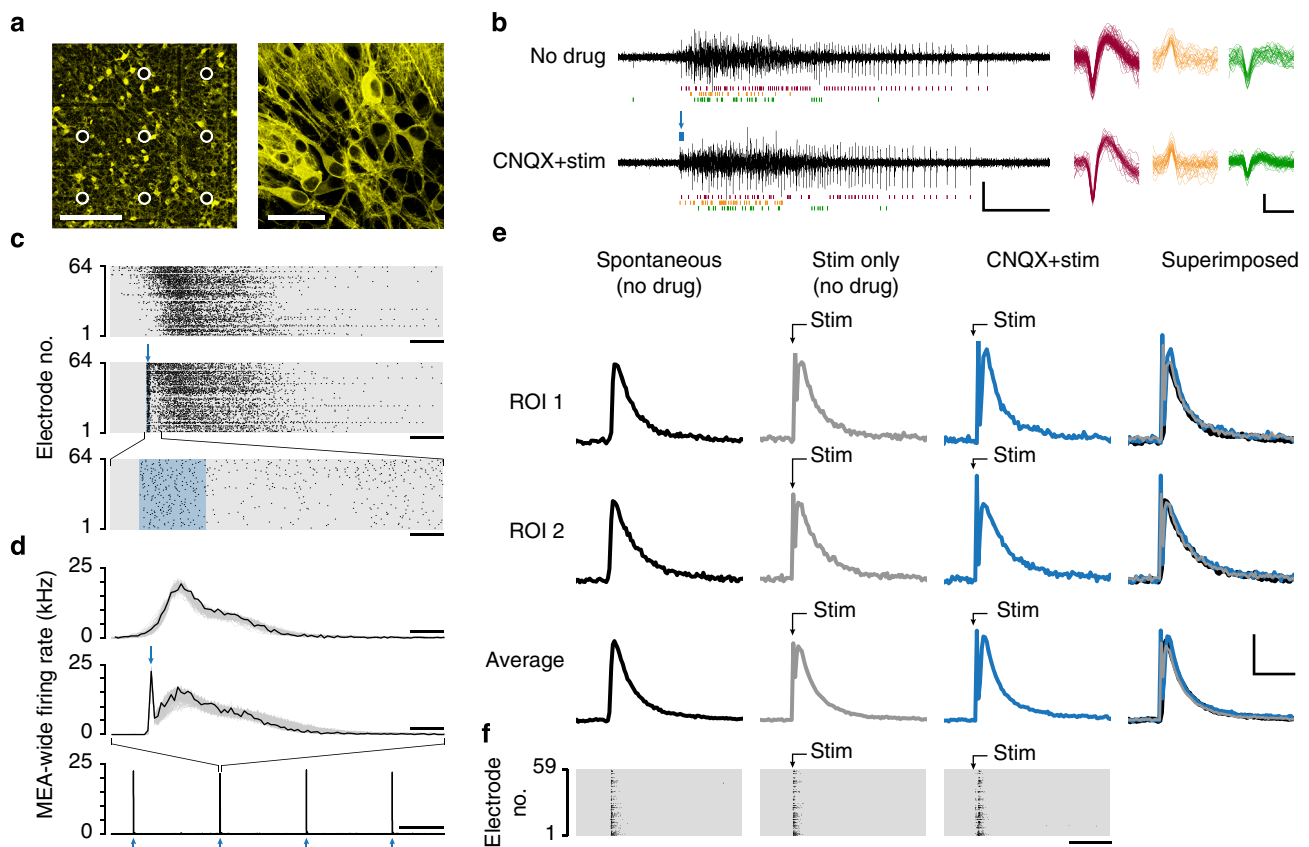 a
b
No drug
CNQX+stim
c
64
1
64
1
64
1
Electrode no.
d
25
0
25
0
25
0
MEA-wide firing rate (kHz)
e
Spontaneous
(no drug)
Stim only
(no drug)
CNQX+stim
Superimposed
Stim
Stim
ROI 1
Stim
Stim
ROI 2
Stim
Stim
Average
f
Stim
Stim
59
1
Electrode
no.